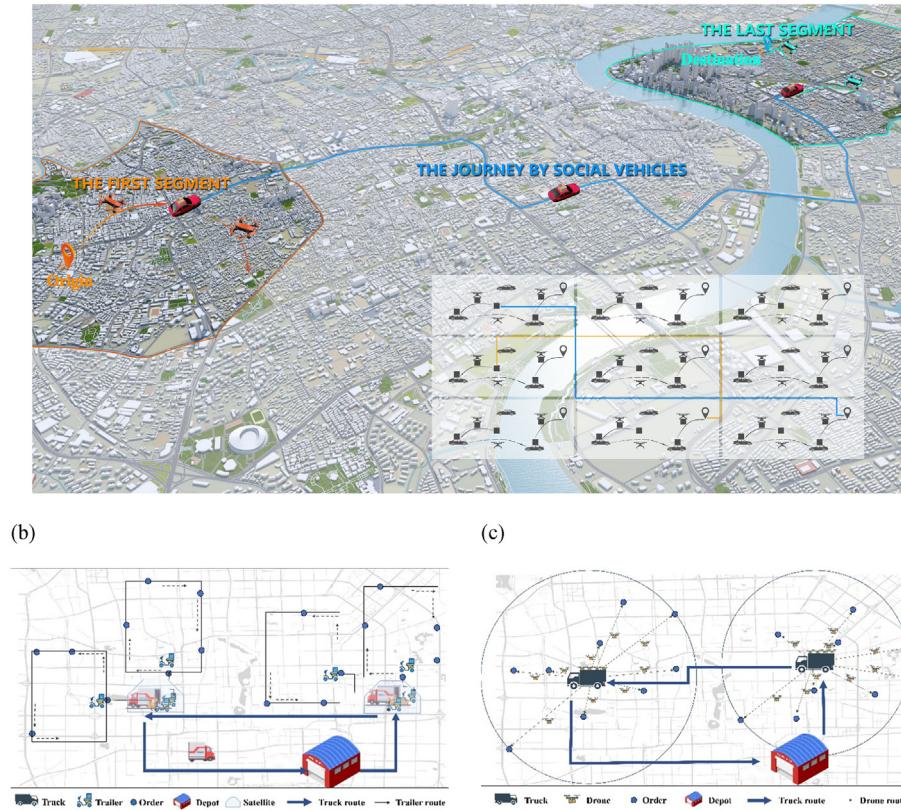 THE LAST SEGMENT
Destination
THE FIRST SEGMENT
THE JOURNEY BY SOCIAL VEHICLES
Origin
(b)
(c)
Truck Trailer Order Depot Satellite Truck route Trailer route
Truck Drone Order Depot Truck route Drone rout